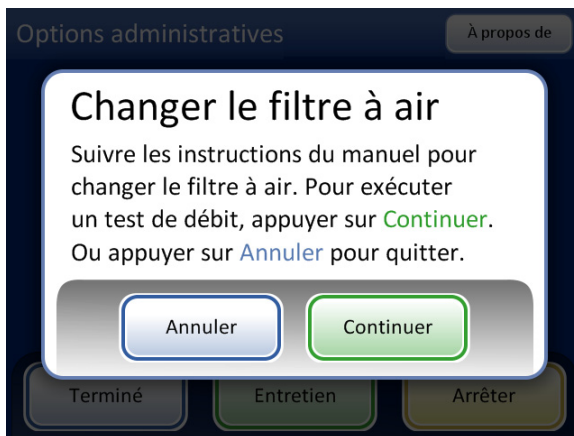 Options administratives
À propos de
Changer le filtre à air
Suivre les instructions du manuel pour
changer le filtre à air. Pour exécuter
un test de débit, appuyer sur Continuer.
Ou appuyer sur Annuler pour quitter.
Annuler
Continuer
Terminé
Entretien
Arrêter